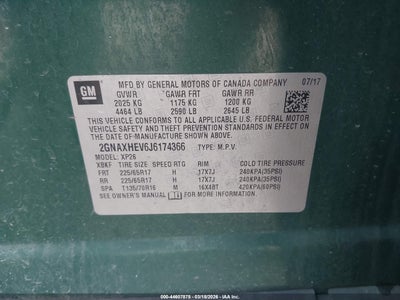 GM
MFD BY GENERAL MOTORS OF CANADA COMPANY 07/17
GVWR GAWR FRT GAWR RR
2025 KG 1175 KG 1200 KG
4464 LB 2590 LB 2645 LB
THIS VEHICLE CONFORMS TO ALL APPLICABLE U.S. FEDERAL MOTOR
VEHICLE SAFETY AND THEFT PREVENTION STANDARDS IN EFFECT ON THE
DATE OF MANUFACTURE SHOWN ABOVE.
2GNAXHEV6J6174366 TYPE: M.P.V.
MODEL: XP26
XBKF TIRE SIZE SPEED RTG RIM COLD TIRE PRESSURE
FRT 225/65R17 H 17X7J 240KPA(35PSI)
RR 225/65R17 H 17X7J 240KPA(35PSI)
SPA T135/70R16 M 16X4BT 420KPA(60PSI)
SEE OWNER'S MANUAL FOR MORE INFORMATION.
000-44607878 - 03/18/2026 - IAA Inc.